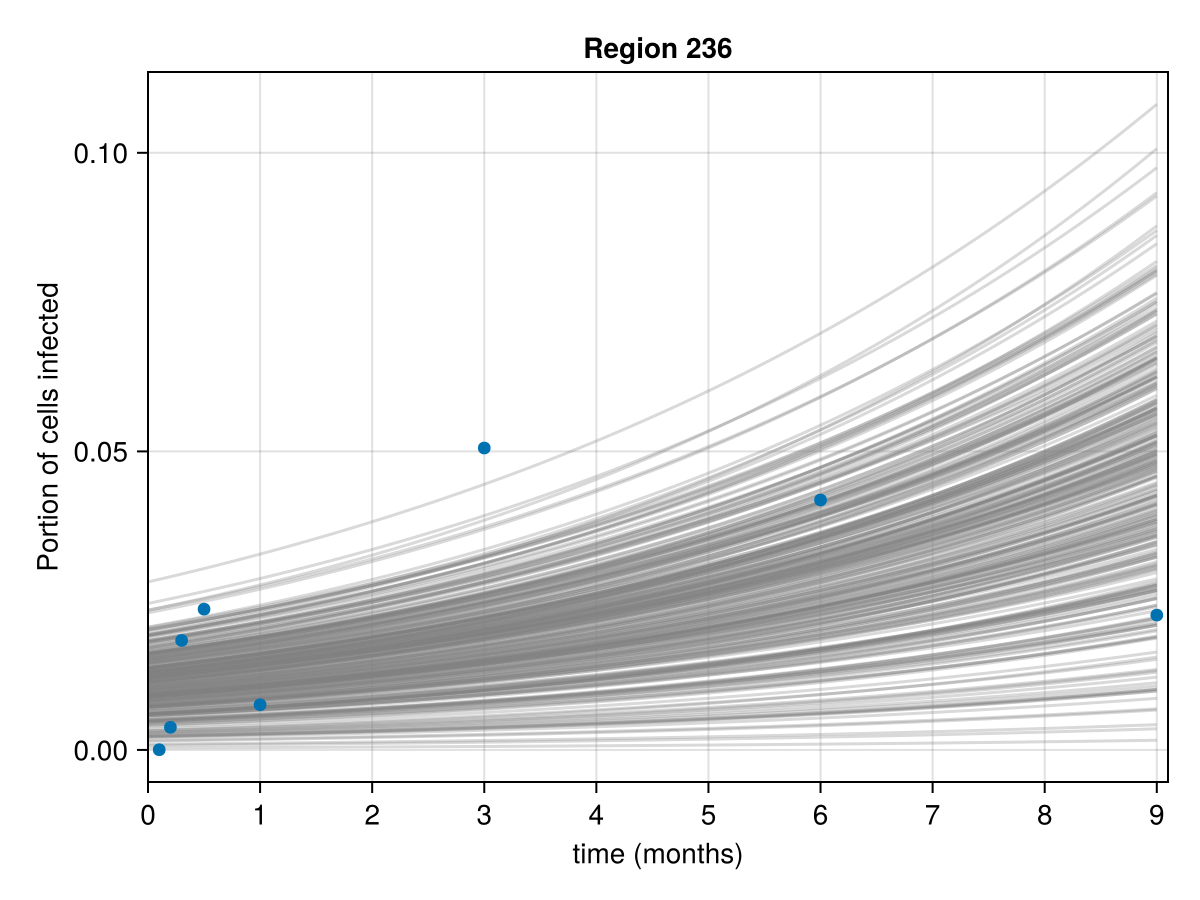 Region 236
Portion of cells infected
0.10
0.05
0.00
0 1 2 3 4 5 6 7 8 9
time (months)